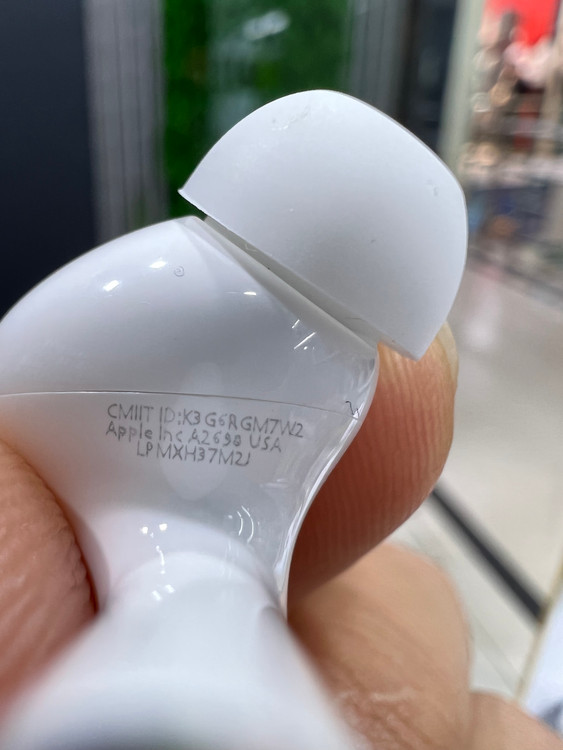 CMIIT ID:K3G6RGM7W2
Apple Inc A2698 USA
LPMXH37M2J